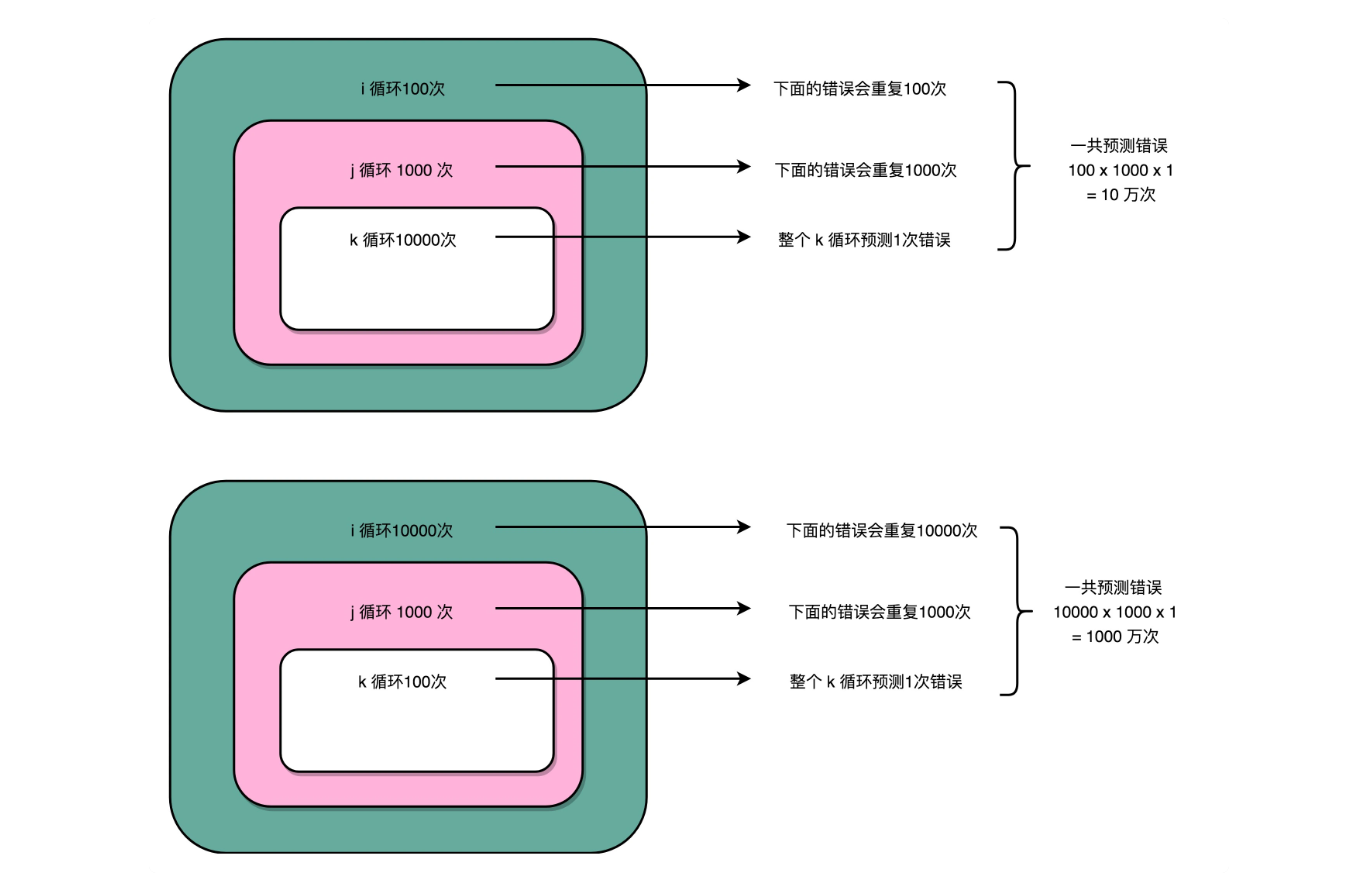 i 循环100次
下面的错误会重复100次
j 循环 1000 次
下面的错误会重复1000次
k 循环10000次
整个 k 循环预测1次错误
一共预测错误
100 x 1000 x 1
= 10 万次
i 循环10000次
下面的错误会重复10000次
j 循环 1000 次
下面的错误会重复1000次
k 循环100次
整个 k 循环预测1次错误
一共预测错误
10000 x 1000 x 1
= 1000 万次